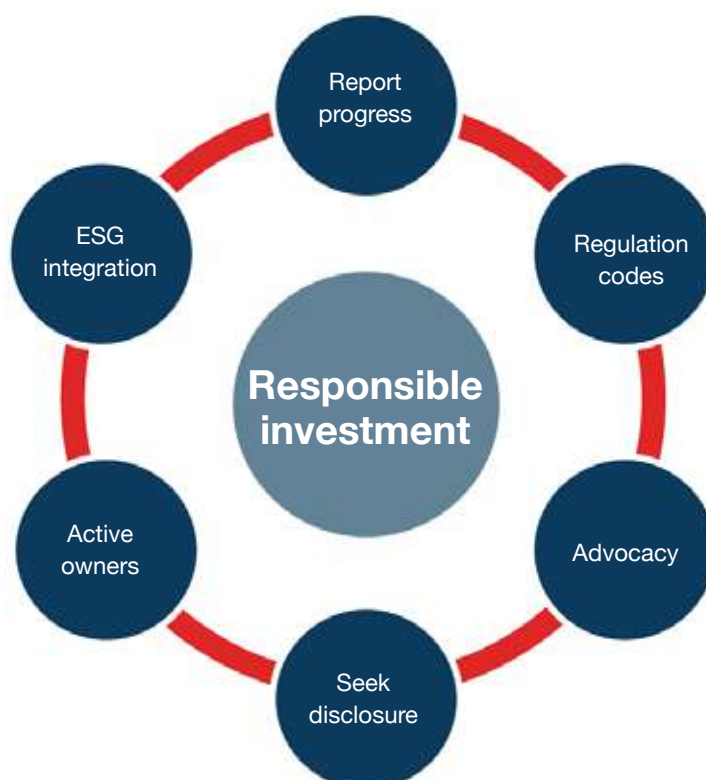 Report
progress
ESG
integration
Regulation
codes
Responsible
investment
Active
owners
Advocacy
Seek
disclosure